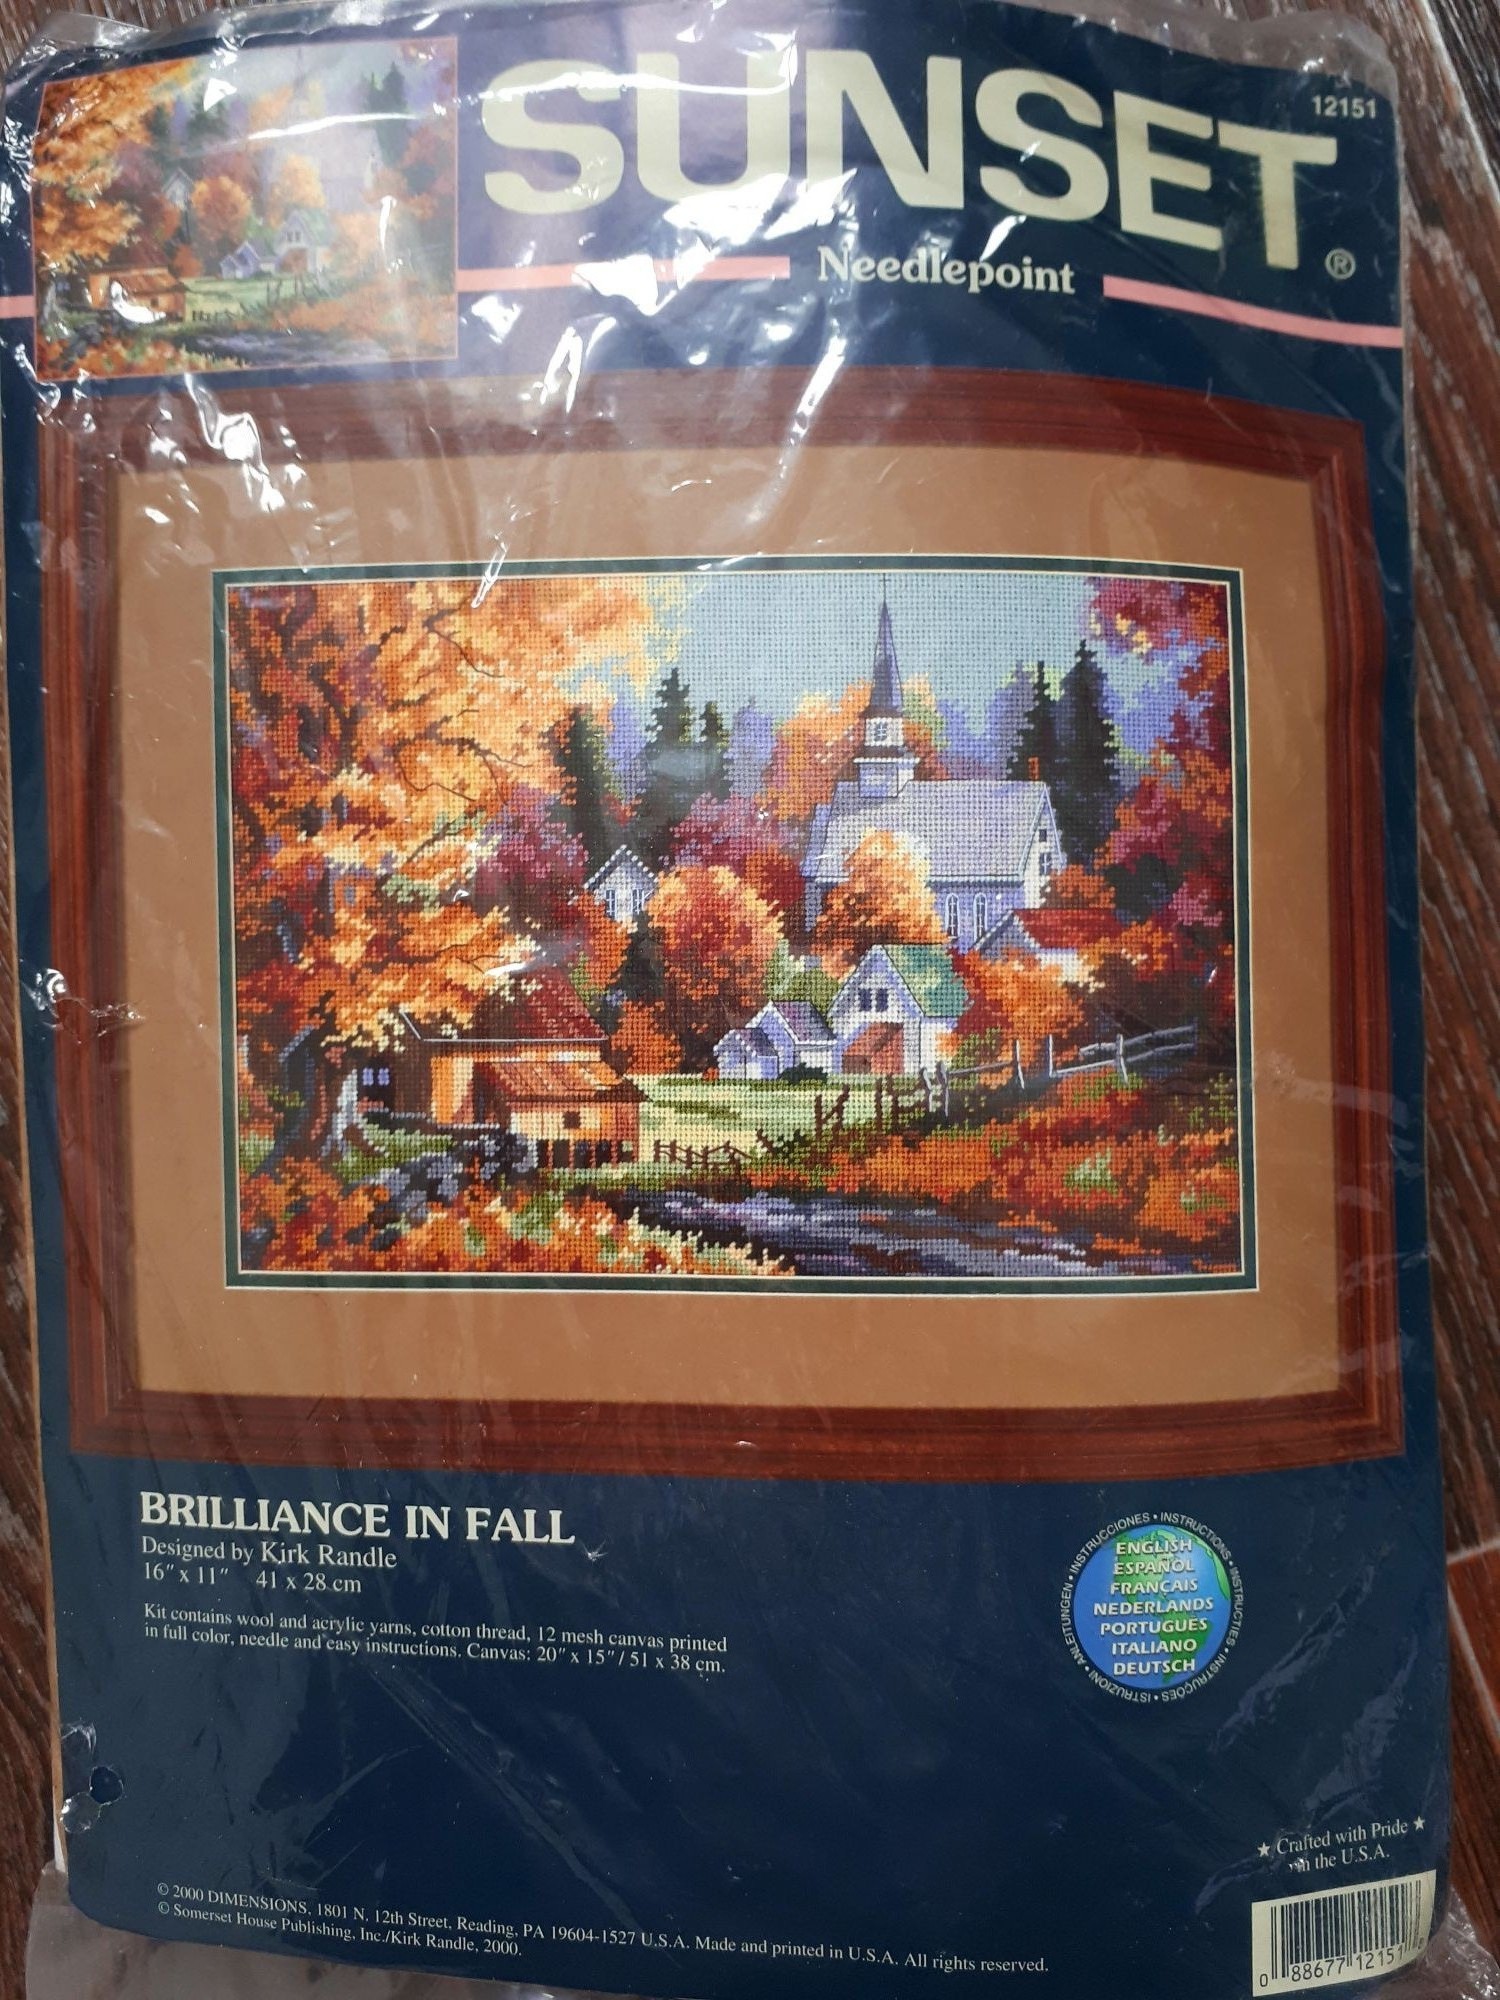 12151
SUNSET®
Needlepoint
BRILLIANCE IN FALL
Designed by Kirk Randle
16" x 11" 41 x 28 cm
Kit contains wool and acrylic yarns, cotton thread, 12 mesh canvas printed
in full color, needle and easy instructions. Canvas: 20" x 15" / 51 x 38 cm.
INSTRUCCIONES • INSTRUCTIONS • INSTRUCTIES • INSTRUÇÕES • ISTRUZIONI • ANLEITUNGEN •
ENGLISH
ESPAÑOL
FRANÇAIS
NEDERLANDS
PORTUGUÊS
ITALIANO
DEUTSCH
★ Crafted with Pride ★
in the U.S.A.
© 2000 DIMENSIONS, 1801 N. 12th Street, Reading, PA 19604-1527 U.S.A. Made and printed in U.S.A. All rights reserved.
© Somerset House Publishing, Inc./Kirk Randle, 2000.
0 88677 12151